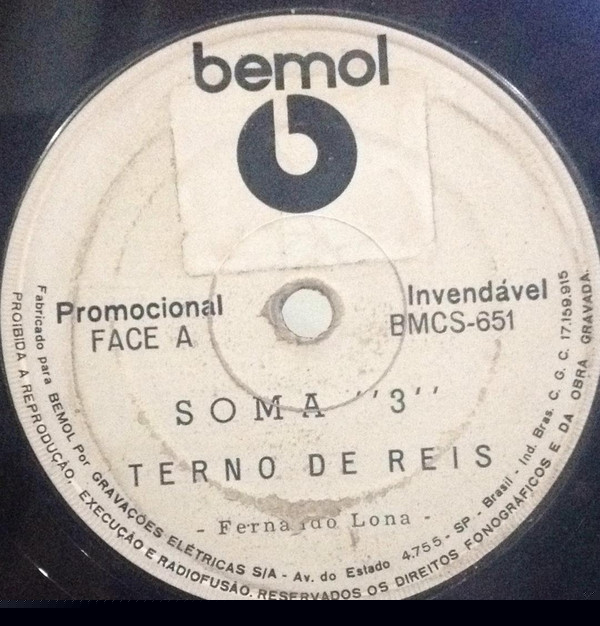 bemol
b
Promocional
FACE A
Invendável
BMCS-651
SOMA ''3''
TERNO DE REIS
- Fernando Lona -
Fabricado para BEMOL Por GRAVAÇÕES ELÉTRICAS S/A - Av. do Estado 4.755 - SP - Brasil - Ind. Bras. C. G. C. 17.159.915
PROIBIDA A REPRODUÇÃO, EXECUÇÃO E RADIOFUSÃO. RESERVADOS OS DIREITOS FONOGRÁFICOS E DA OBRA GRAVADA.